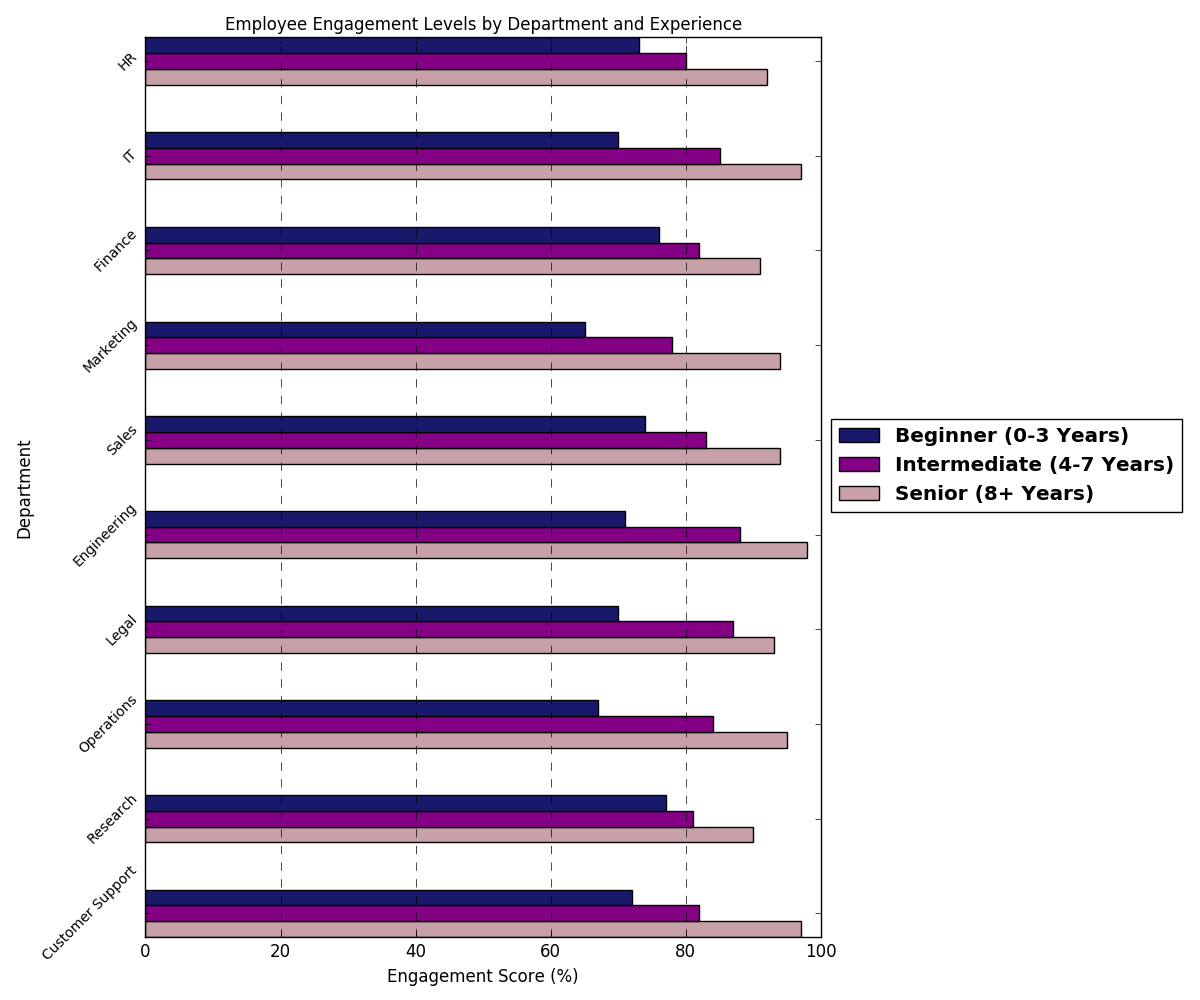 Employee Engagement Levels by Department and Experience
HR
IT
Finance
Marketing
Sales
Engineering
Legal
Operations
Research
Customer Support
Department
0 20 40 60 80 100
Engagement Score (%)
Beginner (0-3 Years)
Intermediate (4-7 Years)
Senior (8+ Years)